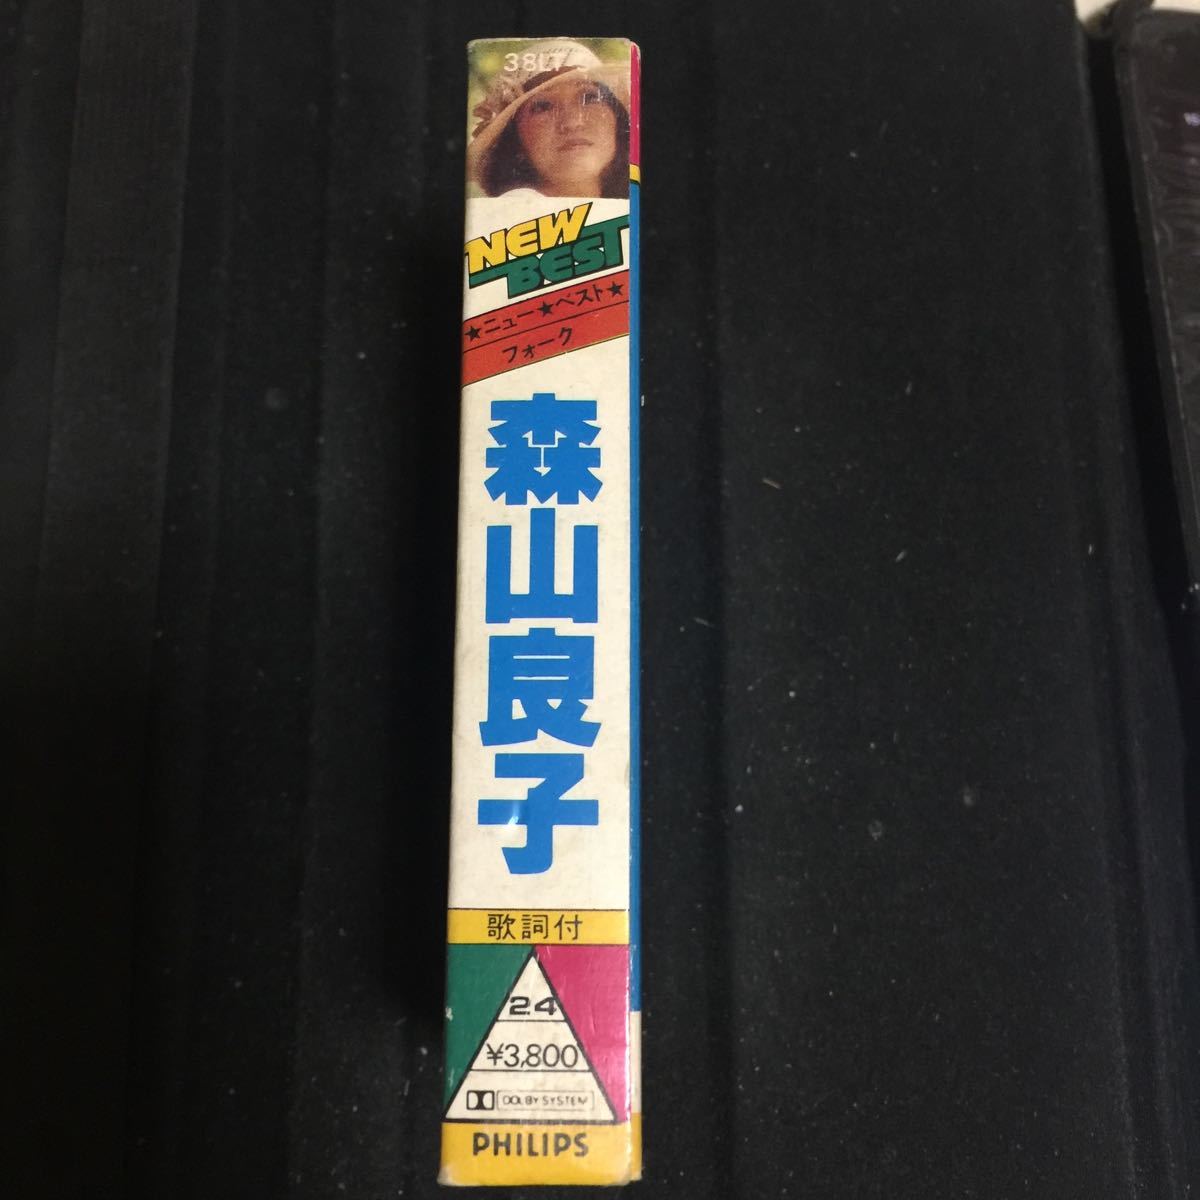 38LT-
NEW
BEST
★ニュー★ベスト★
フォーク
森山良子
歌詞付
24
¥3,800
DOLBY SYSTEM
PHILIPS